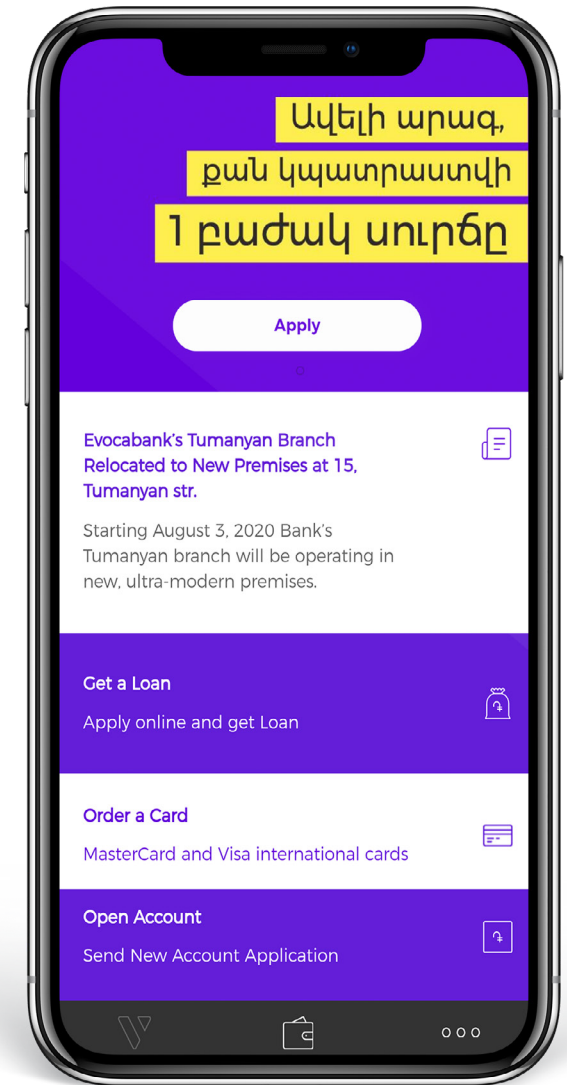 Ավելի արագ,
քան կպատրաստվի
1 բաժակ սուրճը
Apply
Evocabank's Tumanyan Branch
Relocated to New Premises at 15,
Tumanyan str.
Starting August 3, 2020 Bank's
Tumanyan branch will be operating in
new, ultra-modern premises.
Get a Loan
Apply online and get Loan
Order a Card
MasterCard and Visa international cards
Open Account
Send New Account Application